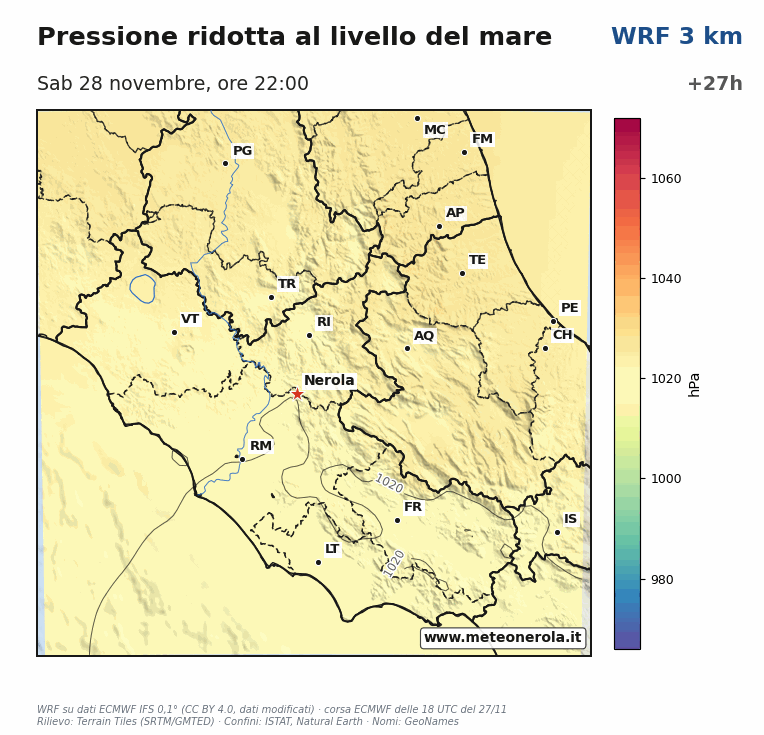 Pressione ridotta al livello del mare
WRF 3 km
Sab 28 novembre, ore 22:00
+27h
MC
FM
PG
AP
TE
TR
PE
VT
RI
CH
AQ
Nerola
RM
1020
FR
IS
LT
1020
www.meteonerola.it
1060
1040
1020
1000
980
hPa
WRF su dati ECMWF IFS 0,1° (CC BY 4.0, dati modificati) · corsa ECMWF delle 18 UTC del 27/11
Rilievo: Terrain Tiles (SRTM/GMTED) · Confini: ISTAT, Natural Earth · Nomi: GeoNames